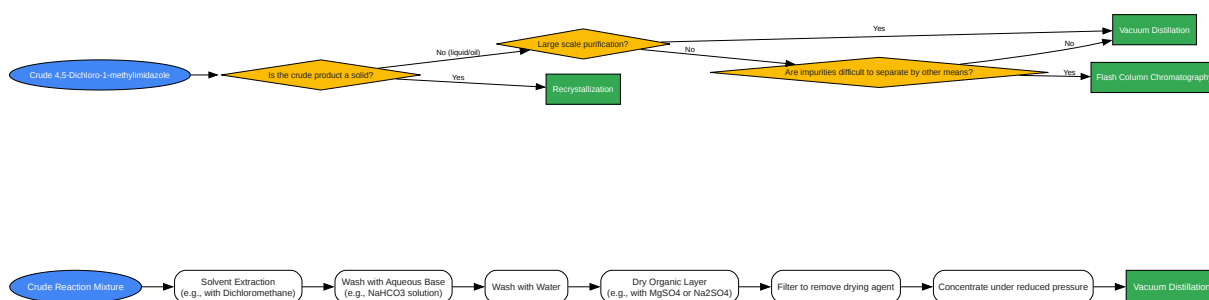 Crude 4,5-Dichloro-1-methylimidazole
Is the crude product a solid?
No (liquid/oil)
Yes
Large scale purification?
Recrystallization
Yes
No
Are impurities difficult to separate by other means?
No
Yes
Vacuum Distillation
Flash Column Chromatography
Crude Reaction Mixture
Solvent Extraction
(e.g., with Dichloromethane)
Wash with Aqueous Base
(e.g., NaHCO3 solution)
Wash with Water
Dry Organic Layer
(e.g., with MgSO4 or Na2SO4)
Filter to remove drying agent
Concentrate under reduced pressure
Vacuum Distillation